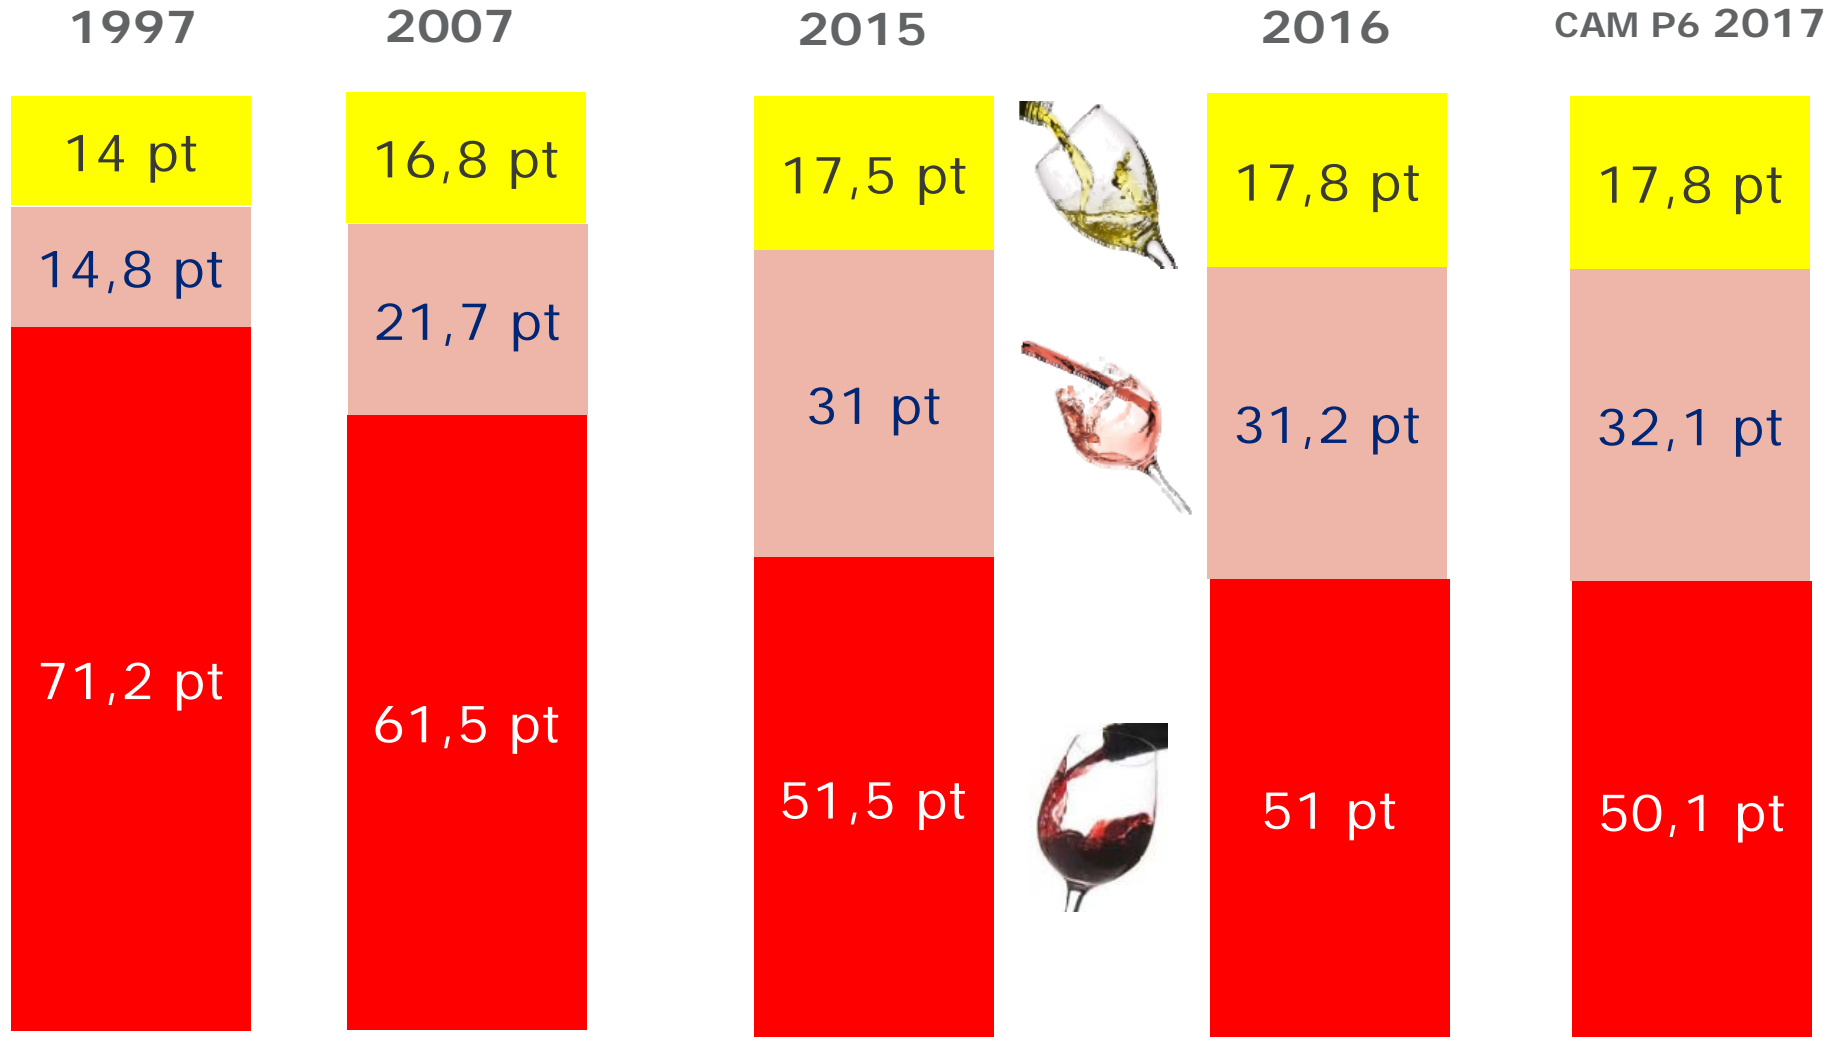 1997
2007
2015
2016
CAM P6 2017
14 pt
16,8 pt
17,5 pt
17,8 pt
17,8 pt
14,8 pt
21,7 pt
31 pt
31,2 pt
32,1 pt
71,2 pt
61,5 pt
51,5 pt
51 pt
50,1 pt